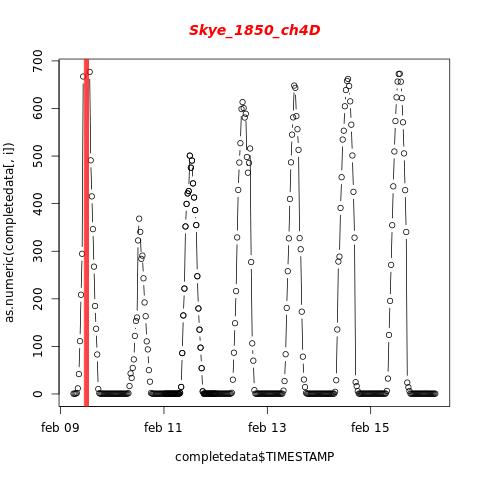 Skye_1850_ch4D
as.numeric(completedata[, i])
700
600
500
400
300
200
100
0
feb 09
feb 11
feb 13
feb 15
completedata$TIMESTAMP